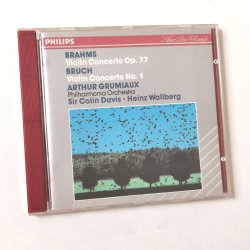 PHILIPS
Silver Line Classics
BRAHMS
Violin Concerto Op. 77
BRUCH
Violin Concerto No. 1
ARTHUR GRUMIAUX
Philharmonia Orchestra
Sir Colin Davis · Heinz Wallberg